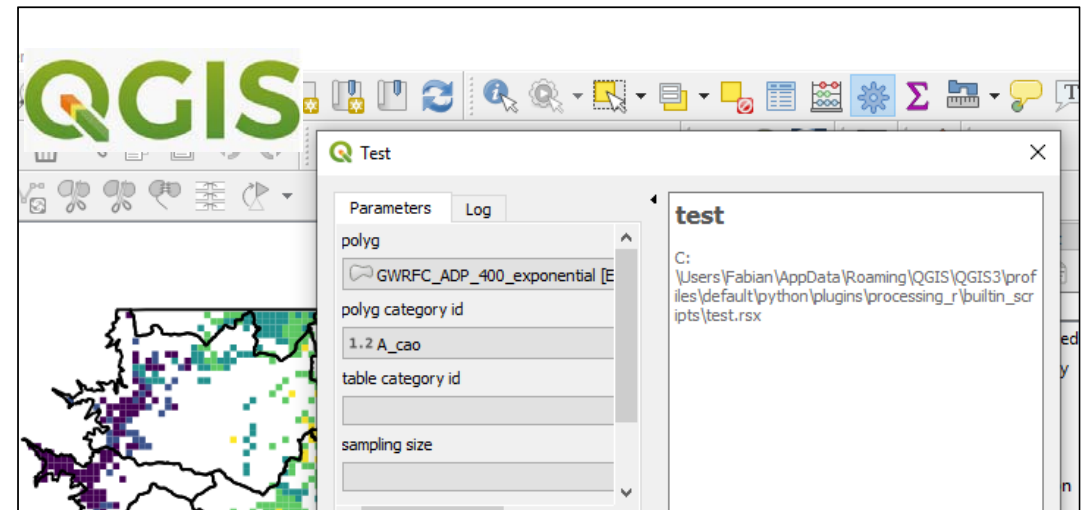 QGIS
Test
Parameters
Log
polyg
GWRFC_ADP_400_exponential [E
polyg category id
1.2 A_cao
table category id
sampling size
test
C:
\Users\Fabian\AppData\Roaming\QGIS\QGIS3\prof
iles\default\python\plugins\processing_r\builtin_scr
ipts\test.rsx
ed
y
n